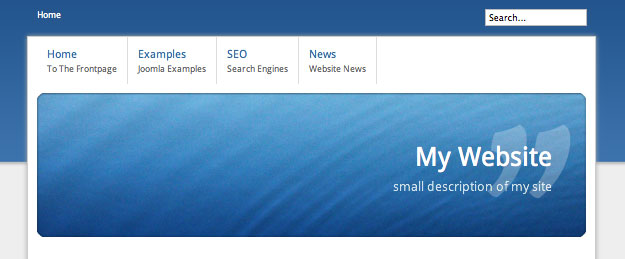 Home
Search...
Home
To The Frontpage
Examples
Joomla Examples
SEO
Search Engines
News
Website News
My Website
small description of my site